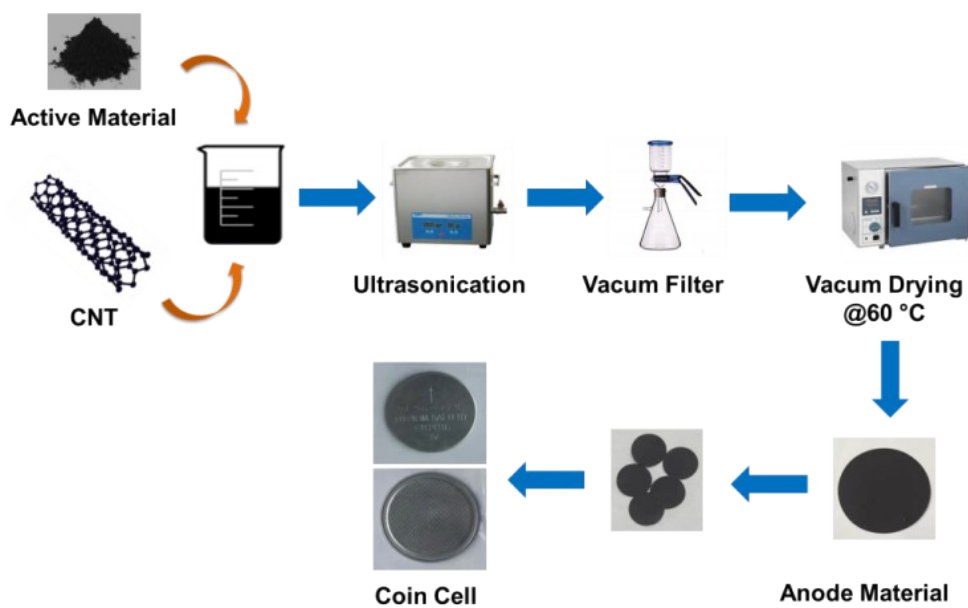 Active Material
CNT
Ultrasonication
Vacum Filter
Vacum Drying
@60 °C
Coin Cell
Anode Material